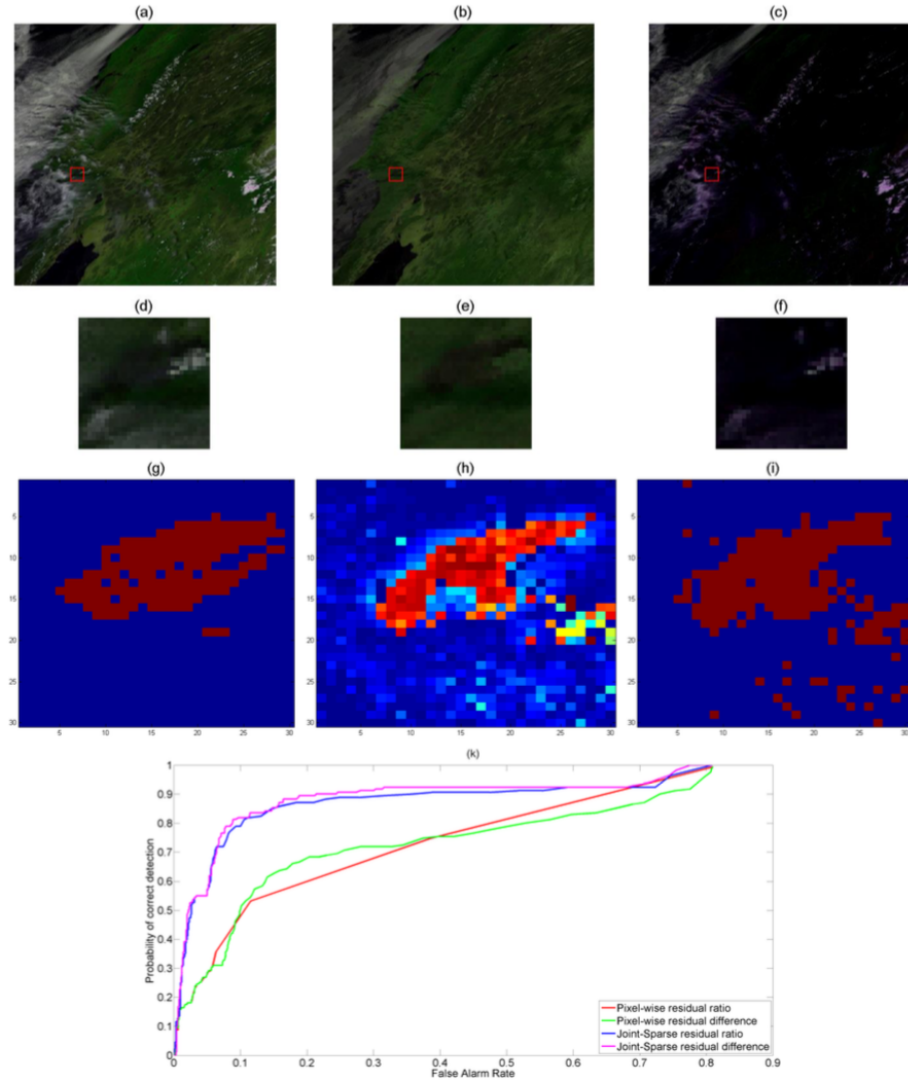 (a) (b) (c)
(d) (e) (f)
(g) (h) (i)
5 5 5
10 10 10
15 15 15
20 20 20
25 25 25
30 30 30
5 10 15 20 25 30 5 10 15 20 25 30 5 10 15 20 25 30
(k)
1
0.9
0.8
0.7
0.6
0.5
0.4
0.3
0.2
0.1
0
Probability of correct detection
Pixel-wise residual ratio
Pixel-wise residual difference
Joint-Sparse residual ratio
Joint-Sparse residual difference
0 0.1 0.2 0.3 0.4 0.5 0.6 0.7 0.8 0.9
False Alarm Rate